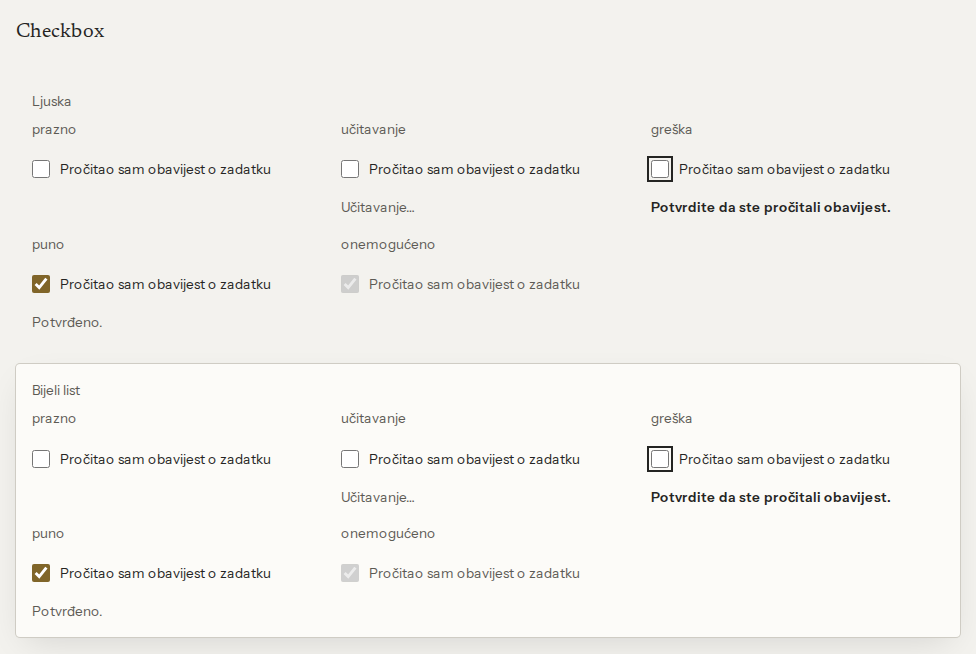 Checkbox
Ljuska
prazno
učitavanje
greška
Pročitao sam obavijest o zadatku
Pročitao sam obavijest o zadatku
Pročitao sam obavijest o zadatku
Učitavanje…
Potvrdite da ste pročitali obavijest.
puno
onemogućeno
Pročitao sam obavijest o zadatku
Pročitao sam obavijest o zadatku
Potvrđeno.
Bijeli list
prazno
učitavanje
greška
Pročitao sam obavijest o zadatku
Pročitao sam obavijest o zadatku
Pročitao sam obavijest o zadatku
Učitavanje…
Potvrdite da ste pročitali obavijest.
puno
onemogućeno
Pročitao sam obavijest o zadatku
Pročitao sam obavijest o zadatku
Potvrđeno.